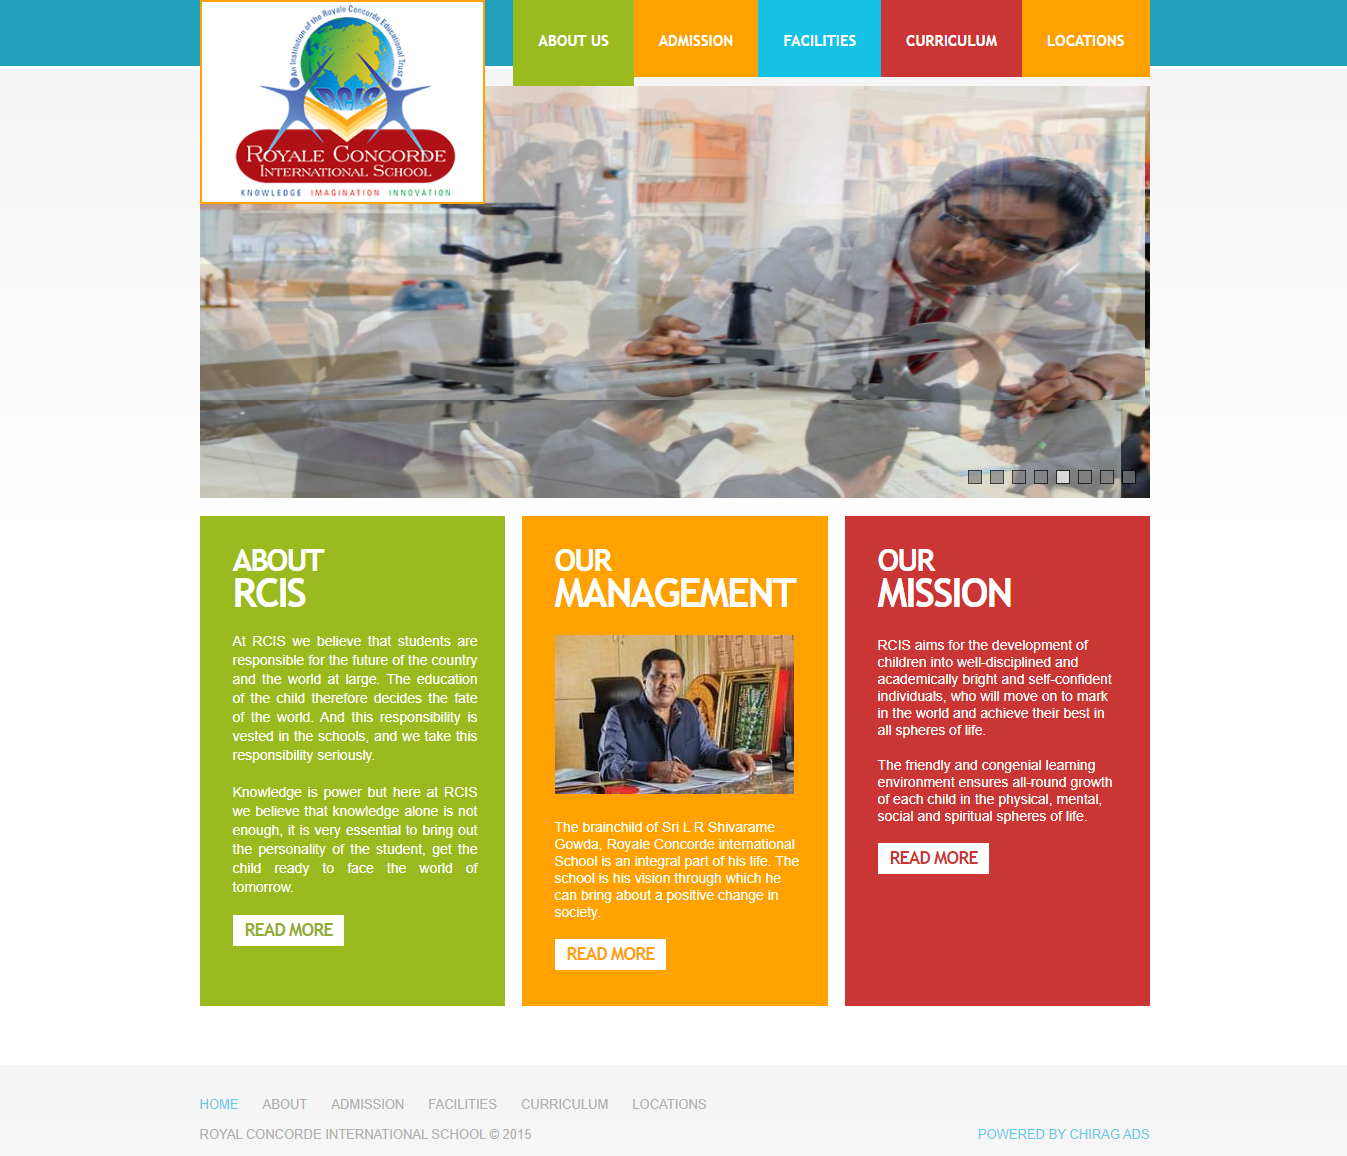 An Institution of the Royale Concorde Educational Trust
RCIS
ROYALE CONCORDE
INTERNATIONAL SCHOOL
KNOWLEDGE IMAGINATION INNOVATION
ABOUT US
ADMISSION
FACILITIES
CURRICULUM
LOCATIONS
ABOUT
RCIS
At RCIS we believe that students are
responsible for the future of the country
and the world at large. The education
of the child therefore decides the fate
of the world. And this responsibility is
vested in the schools, and we take this
responsibility seriously.
Knowledge is power but here at RCIS
we believe that knowledge alone is not
enough, it is very essential to bring out
the personality of the student, get the
child ready to face the world of
tomorrow.
READ MORE
OUR
MANAGEMENT
The brainchild of Sri L R Shivarame
Gowda, Royale Concorde international
School is an integral part of his life. The
school is his vision through which he
can bring about a positive change in
society.
READ MORE
OUR
MISSION
RCIS aims for the development of
children into well-disciplined and
academically bright and self-confident
individuals, who will move on to mark
in the world and achieve their best in
all spheres of life.
The friendly and congenial learning
environment ensures all-round growth
of each child in the physical, mental,
social and spiritual spheres of life.
READ MORE
HOME ABOUT ADMISSION FACILITIES CURRICULUM LOCATIONS
ROYAL CONCORDE INTERNATIONAL SCHOOL © 2015
POWERED BY CHIRAG ADS